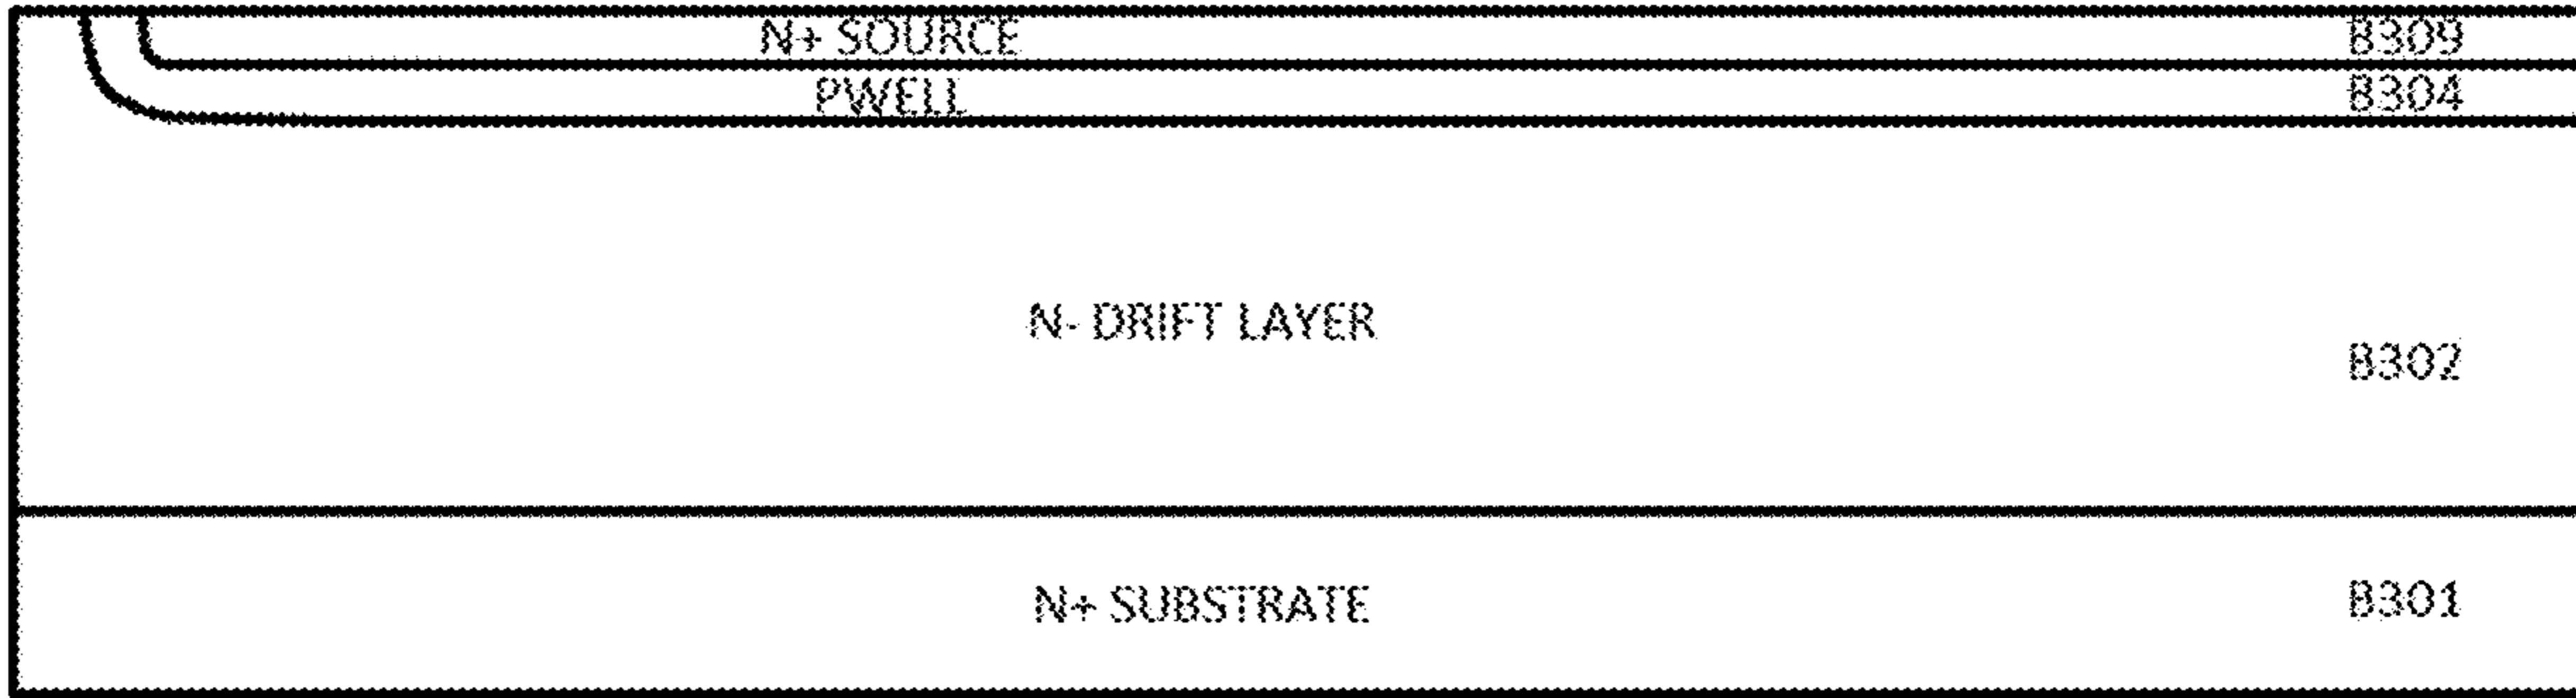 N+ SOURCE B309
PWELL B304
N- DRIFT LAYER
B302
N+ SUBSTRATE B301